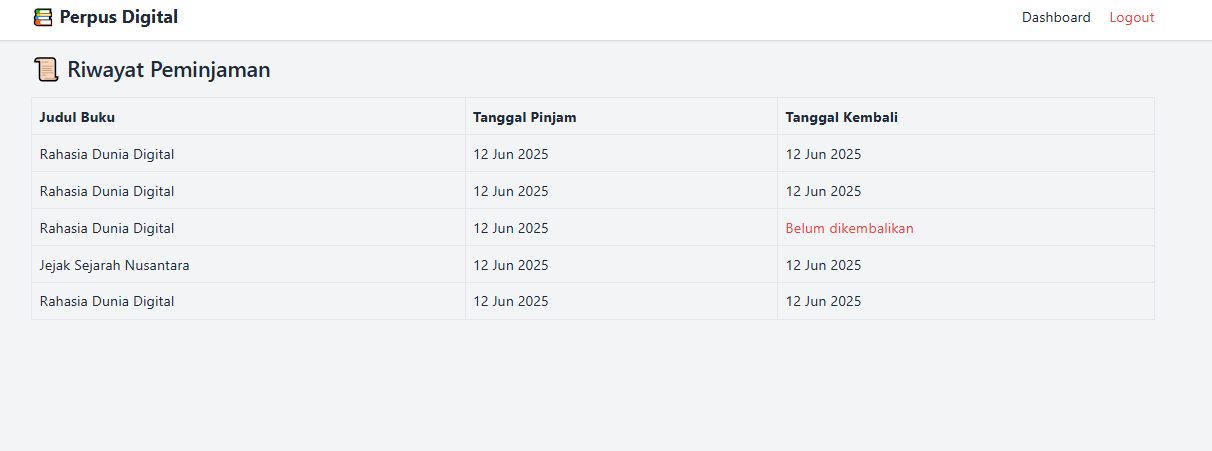 Perpus Digital Dashboard Logout
Riwayat Peminjaman
Judul Buku Tanggal Pinjam Tanggal Kembali
Rahasia Dunia Digital 12 Jun 2025 12 Jun 2025
Rahasia Dunia Digital 12 Jun 2025 12 Jun 2025
Rahasia Dunia Digital 12 Jun 2025 Belum dikembalikan
Jejak Sejarah Nusantara 12 Jun 2025 12 Jun 2025
Rahasia Dunia Digital 12 Jun 2025 12 Jun 2025